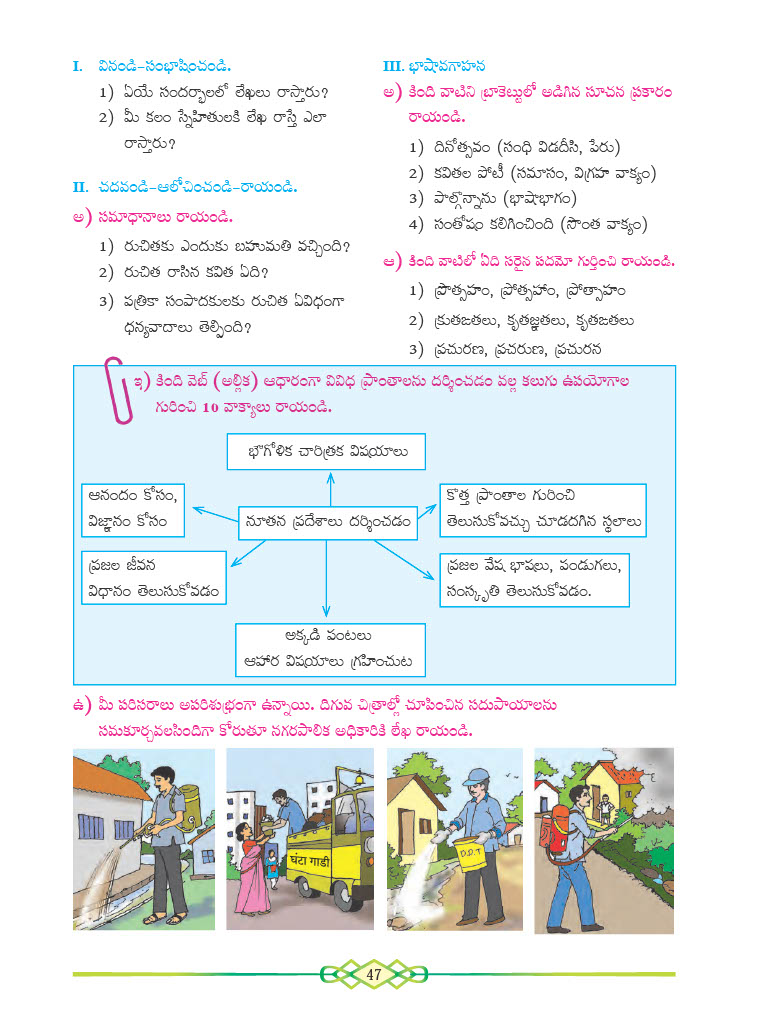 I. వినండి–సంభాషించండి.
1) ఏయే సందర్భాలలో లేఖలు రాస్తారు?
2) మీ కలం స్నేహితులకి లేఖ రాస్తే ఎలా
రాస్తారు?
II. చదవండి–ఆలోచించండి–రాయండి.
అ) సమాధానాలు రాయండి.
1) రుచితకు ఎందుకు బహుమతి వచ్చింది?
2) రుచిత రాసిన కవిత ఏది?
3) పత్రికా సంపాదకులకు రుచిత ఏవిధంగా
ధన్యవాదాలు తెల్పింది?
III. భాషావగాహన
అ) కింది వాటిని బ్రాకెట్టులో అడిగిన సూచన ప్రకారం
రాయండి.
1) దినోత్సవం (సంధి విడదీసి, పేరు)
2) కవితల పోటీ (సమాసం, విగ్రహ వాక్యం)
3) పాల్గొన్నాను (భాషాభాగం)
4) సంతోషం కలిగించింది (సొంత వాక్యం)
ఆ) కింది వాటిలో ఏది సరైన పదమో గుర్తించి రాయండి.
1) ప్రౌత్సహం, ప్రోత్సహాం, ప్రోత్సాహం
2) క్రుతఙతలు, కృతజ్ఞతలు, కృతఙతలు
3) ప్రచురణ, ప్రచరుణ, ప్రచురన
ఇ) కింది వెబ్ (అల్లిక) ఆధారంగా వివిధ ప్రాంతాలను దర్శించడం వల్ల కలుగు ఉపయోగాల
గురించి 10 వాక్యాలు రాయండి.
భౌగోళిక చారిత్రక విషయాలు
ఆనందం కోసం,
విజ్ఞానం కోసం
నూతన ప్రదేశాలు దర్శించడం
కొత్త ప్రాంతాల గురించి
తెలుసుకోవచ్చు చూడదగిన స్థలాలు
ప్రజల జీవన
విధానం తెలుసుకోవడం
ప్రజల వేష భాషలు, పండుగలు,
సంస్కృతి తెలుసుకోవడం.
అక్కడి వంటలు
ఆహార విషయాలు గ్రహించుట
ఉ) మీ పరిసరాలు అపరిశుభ్రంగా ఉన్నాయి. దిగువ చిత్రాల్లో చూపించిన సదుపాయాలను
సమకూర్చవలసిందిగా కోరుతూ నగరపాలిక అధికారికి లేఖ రాయండి.
घंटा गाडी
D.D.T
47